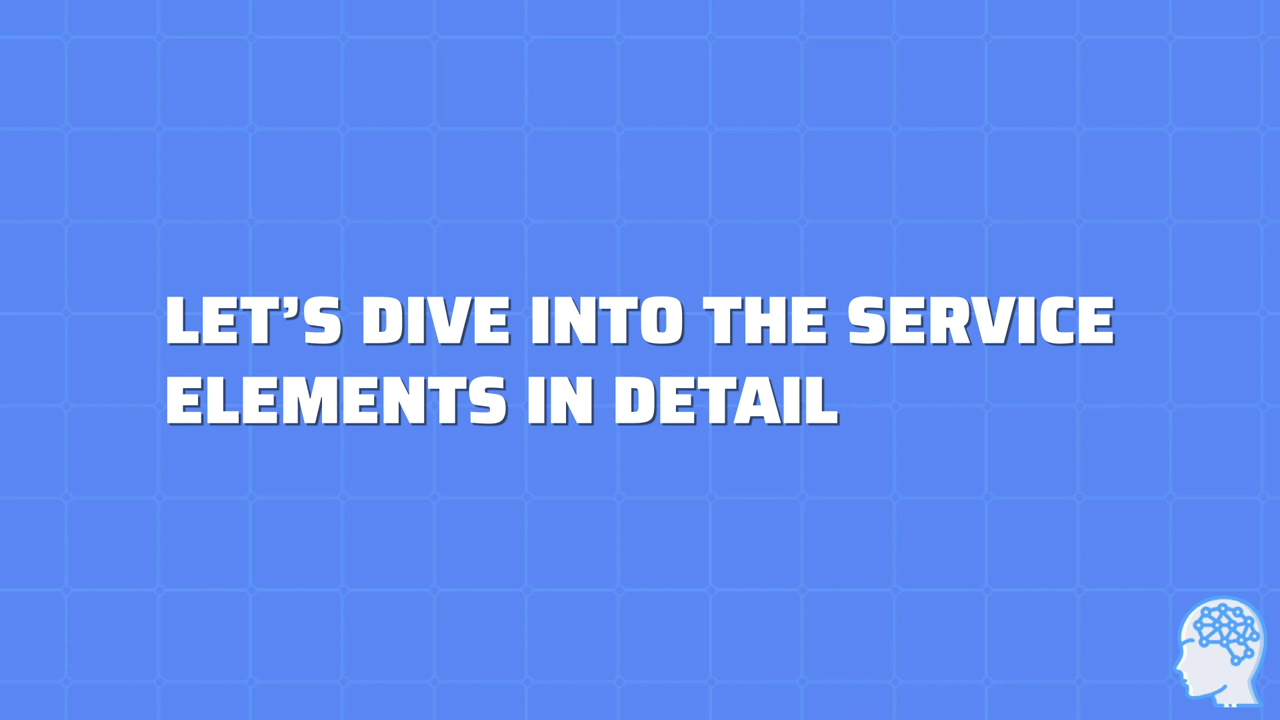 LET’S DIVE INTO THE SERVICE
ELEMENTS IN DETAIL